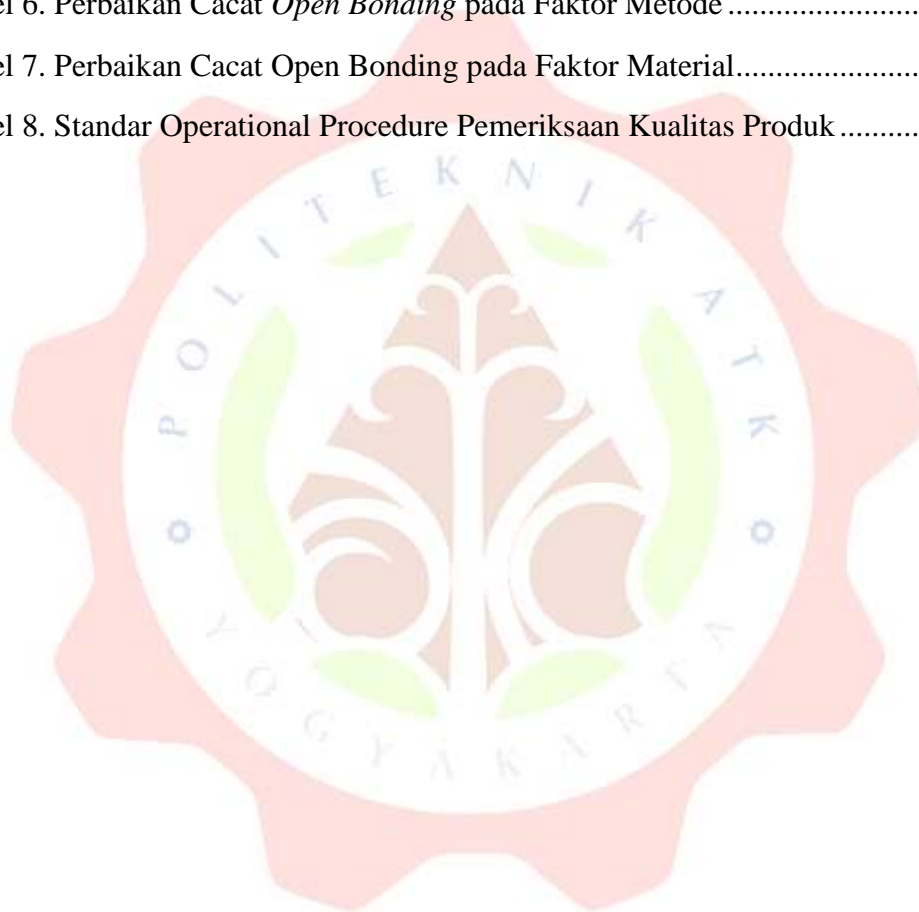 el 6. Perbaikan Cacat Open Bonding pada Faktor Metode ........................
el 7. Perbaikan Cacat Open Bonding pada Faktor Material.......................
el 8. Standar Operational Procedure Pemeriksaan Kualitas Produk ..........
POLITEKNIK ATK
YOGYAKARTA